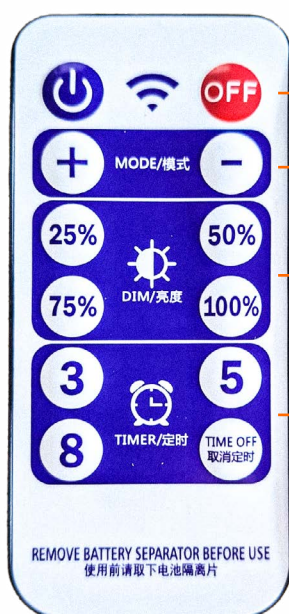 OFF
+ MODE/模式 -
25% 50%
DIM/亮度
75% 100%
3 5
TIMER/定时
8 TIME OFF
取消定时
REMOVE BATTERY SEPARATOR BEFORE USE
使用前请取下电池隔离片